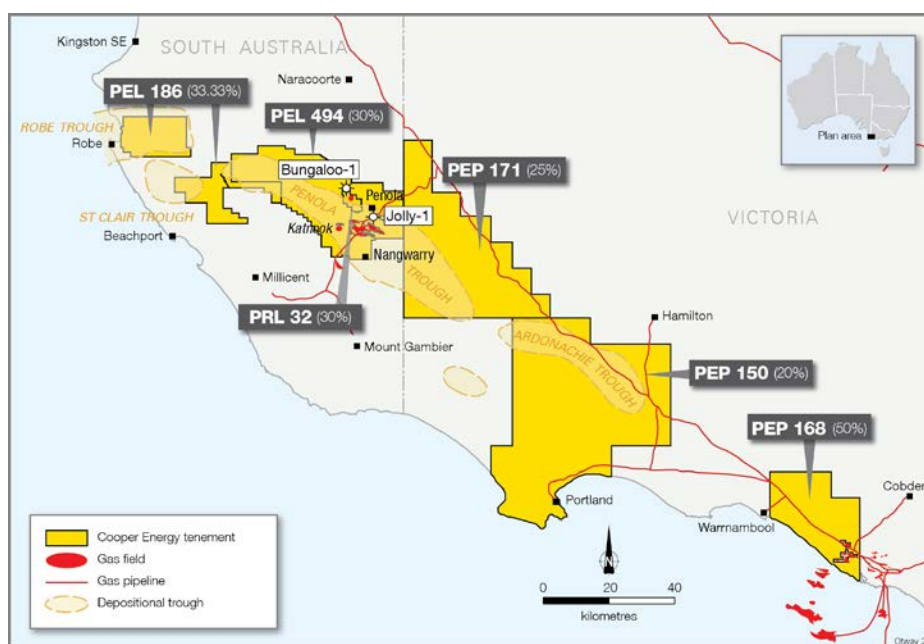 Kingston SE
SOUTH AUSTRALIA
Naracoorte
PEL 186 (33.33%)
PEL 494 (30%)
Plan area
ROBE TROUGH
Robe
Bungaloo-1
PEP 171 (25%)
Penola
PENOLA
TROUGH
Jolly-1
VICTORIA
ST CLAIR TROUGH
Katnook
Beachport
Nangwarry
Millicent
PRL 32 (30%)
Mount Gambier
Hamilton
ARDONACHIE TROUGH
PEP 150 (20%)
PEP 168 (50%)
Cobden
Portland
Warrnambool
Cooper Energy tenement
Gas field
Gas pipeline
Depositional trough
N
0 20 40
kilometres